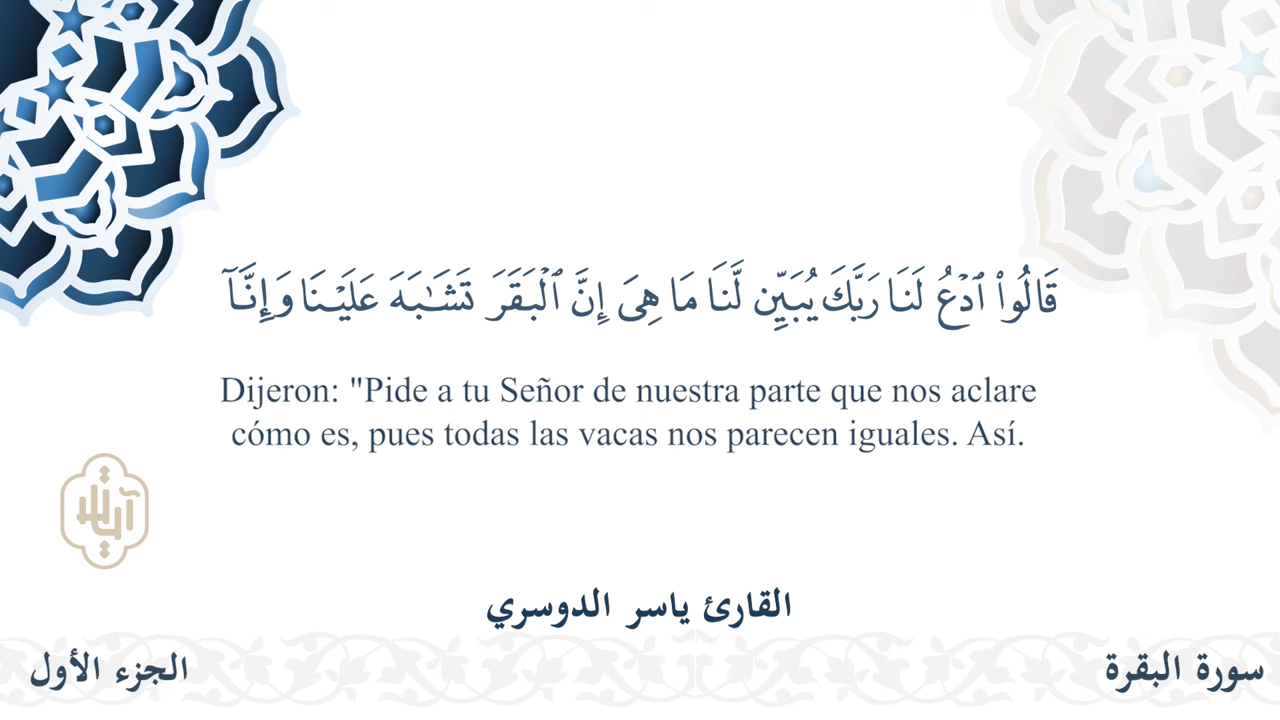 قَالُوا۟ ٱدْعُ لَنَا رَبَّكَ يُبَيِّن لَّنَا مَا هِىَ إِنَّ ٱلْبَقَرَ تَشَـٰبَهَ عَلَيْنَا وَإِنَّآ
Dijeron: "Pide a tu Señor de nuestra parte que nos aclare
cómo es, pues todas las vacas nos parecen iguales. Así.
القارئ ياسر الدوسري
سورة البقرة
الجزء الأول